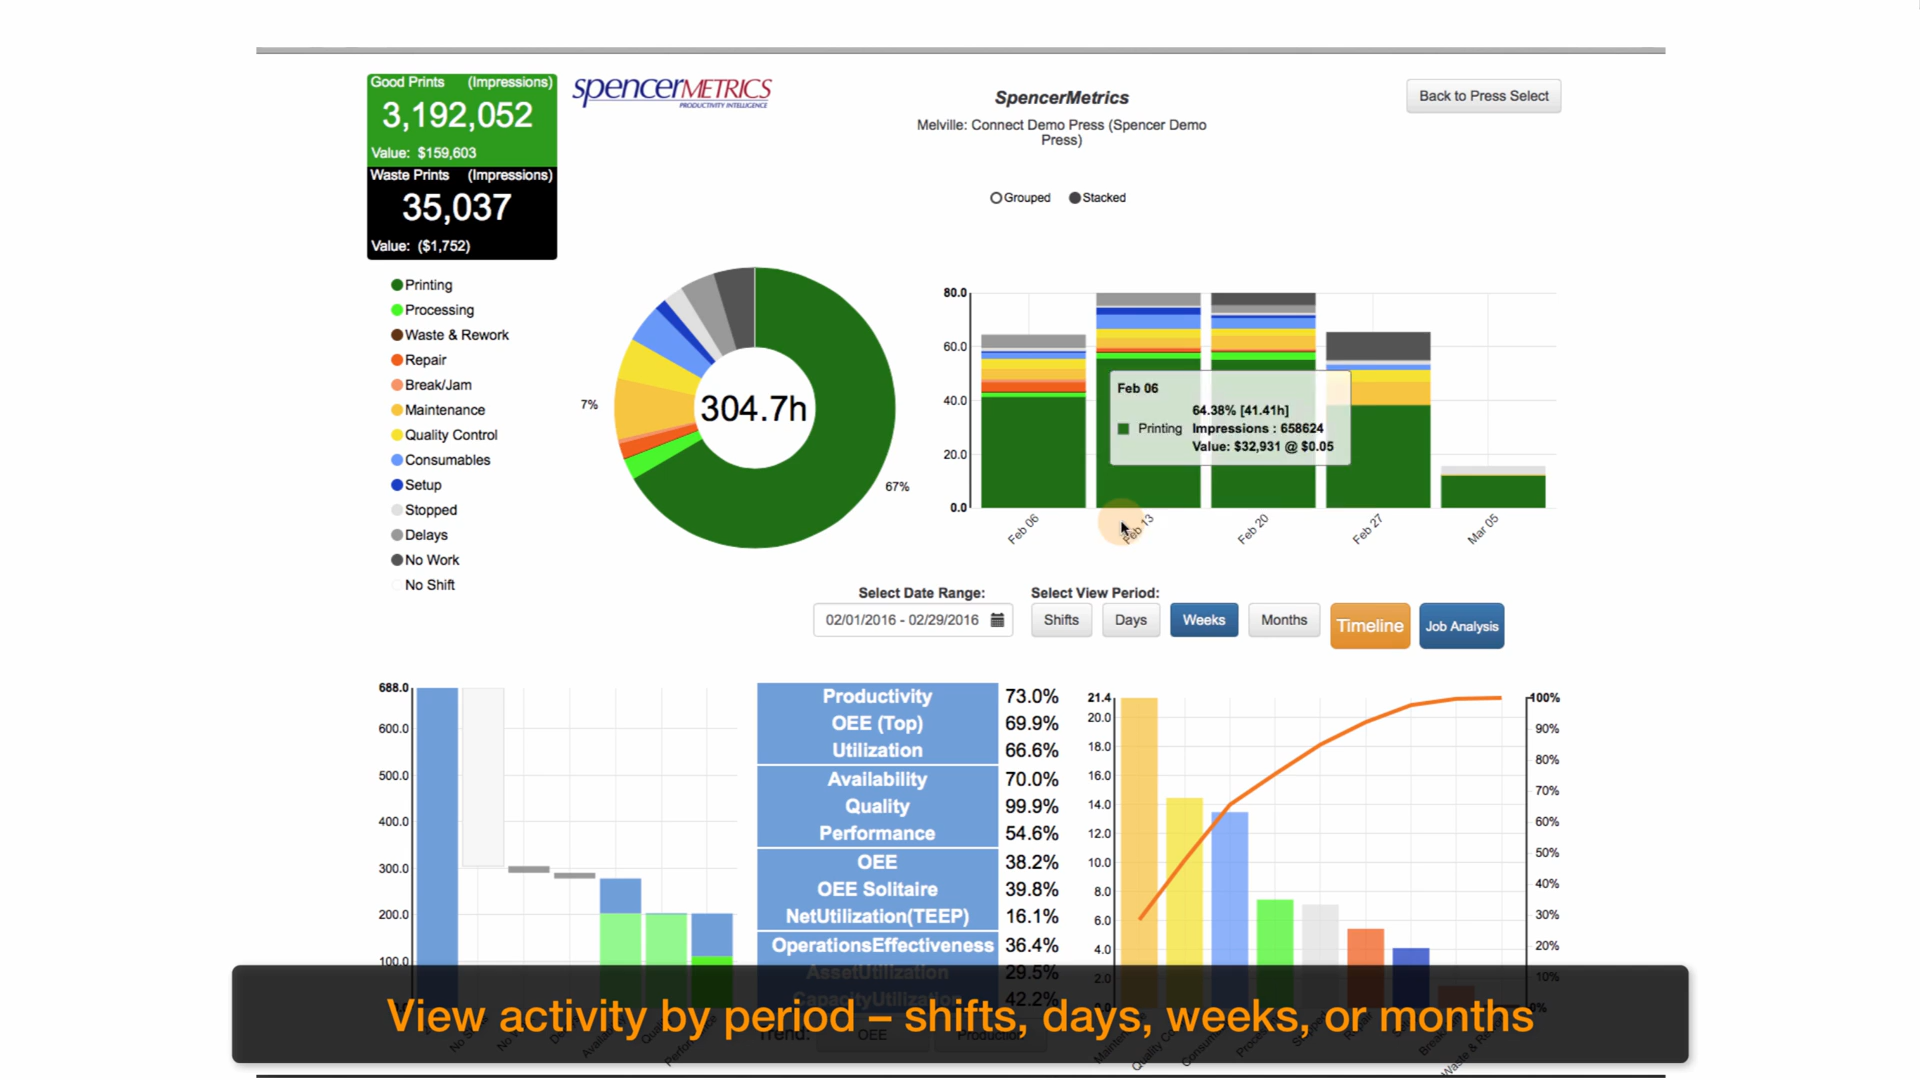 Good Prints (Impressions)
3,192,052
Value: $159,603
Waste Prints (Impressions)
35,037
Value: ($1,752)
spencerMETRICS
PRODUCTIVITY INTELLIGENCE
SpencerMetrics
Melville: Connect Demo Press (Spencer Demo
Press)
Back to Press Select
Grouped Stacked
Printing
Processing
Waste & Rework
Repair
Break/Jam
Maintenance
Quality Control
Consumables
Setup
Stopped
Delays
No Work
No Shift
7%
304.7h
67%
80.0
60.0
40.0
20.0
0.0
Feb 06
64.38% [41.41h]
Printing Impressions : 658624
Value: $32,931 @ $0.05
Feb 06
Feb 13
Feb 20
Feb 27
Mar 05
Select Date Range:
02/01/2016 - 02/29/2016
Select View Period:
Shifts Days Weeks Months Timeline Job Analysis
688.0
600.0
500.0
400.0
300.0
200.0
100.0
Productivity 73.0%
OEE (Top) 69.9%
Utilization 66.6%
Availability 70.0%
Quality 99.9%
Performance 54.6%
OEE 38.2%
OEE Solitaire 39.8%
NetUtilization(TEEP) 16.1%
OperationsEffectiveness 36.4%
AssetUtilization 29.5%
CapacityUtilization 42.2%
Trend: OEE Production
21.4
20.0
18.0
16.0
14.0
12.0
10.0
8.0
6.0
4.0
2.0
100%
90%
80%
70%
60%
50%
40%
30%
20%
10%
0%
View activity by period – shifts, days, weeks, or months